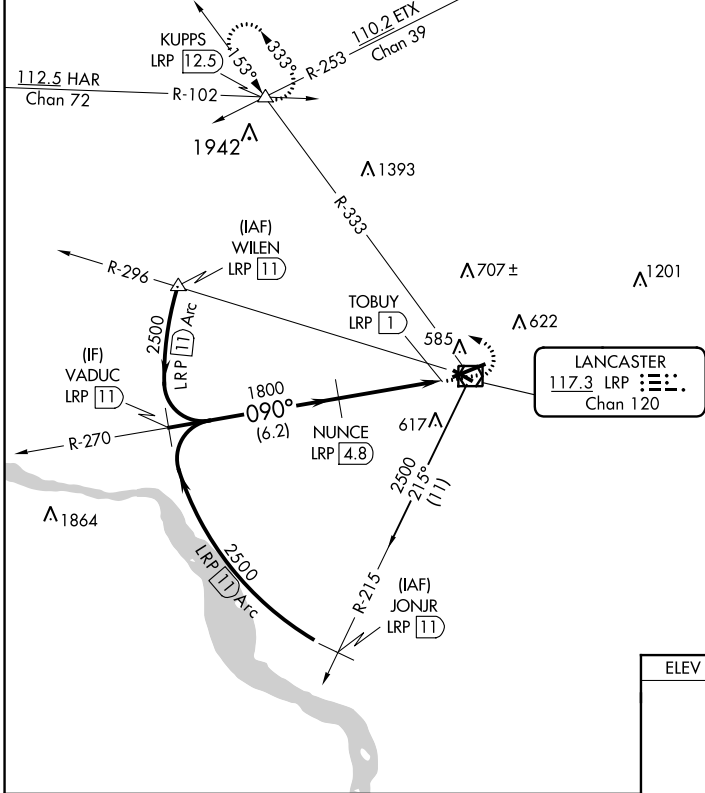 110.2 ETX
Chan 39
R-253
KUPPS
LRP 12.5
333°
153°
112.5 HAR
Chan 72
R-102
1942
1393
R-333
(IAF)
WILEN
LRP 11
R-296
707 ±
1201
TOBUY
LRP 1
622
585
2500
LRP 11 Arc
(IF)
VADUC
LRP 11
LANCASTER
117.3 LRP
Chan 120
1800
090°
(6.2)
R-270
NUNCE
LRP 4.8
617
2500
215°
(11)
1864
2500
LRP 11 Arc
R-215
(IAF)
JONJR
LRP 11
ELEV